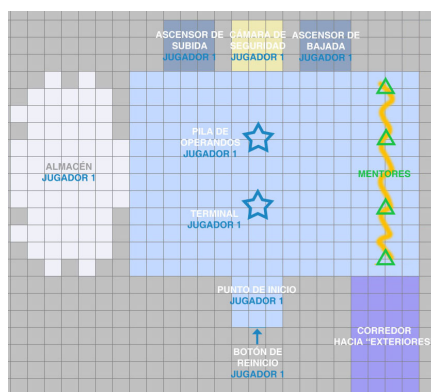 ASCENSOR DE
SUBIDA
JUGADOR 1
CÁMARA DE
SEGURIDAD
JUGADOR 1
ASCENSOR DE
BAJADA
JUGADOR 1
PILA DE
OPERANDOS
JUGADOR 1
ALMACÉN
JUGADOR 1
MENTORES
TERMINAL
JUGADOR 1
PUNTO DE INICIO
JUGADOR 1
BOTÓN DE
REINICIO
JUGADOR 1
CORREDOR
HACIA "EXTERIORES